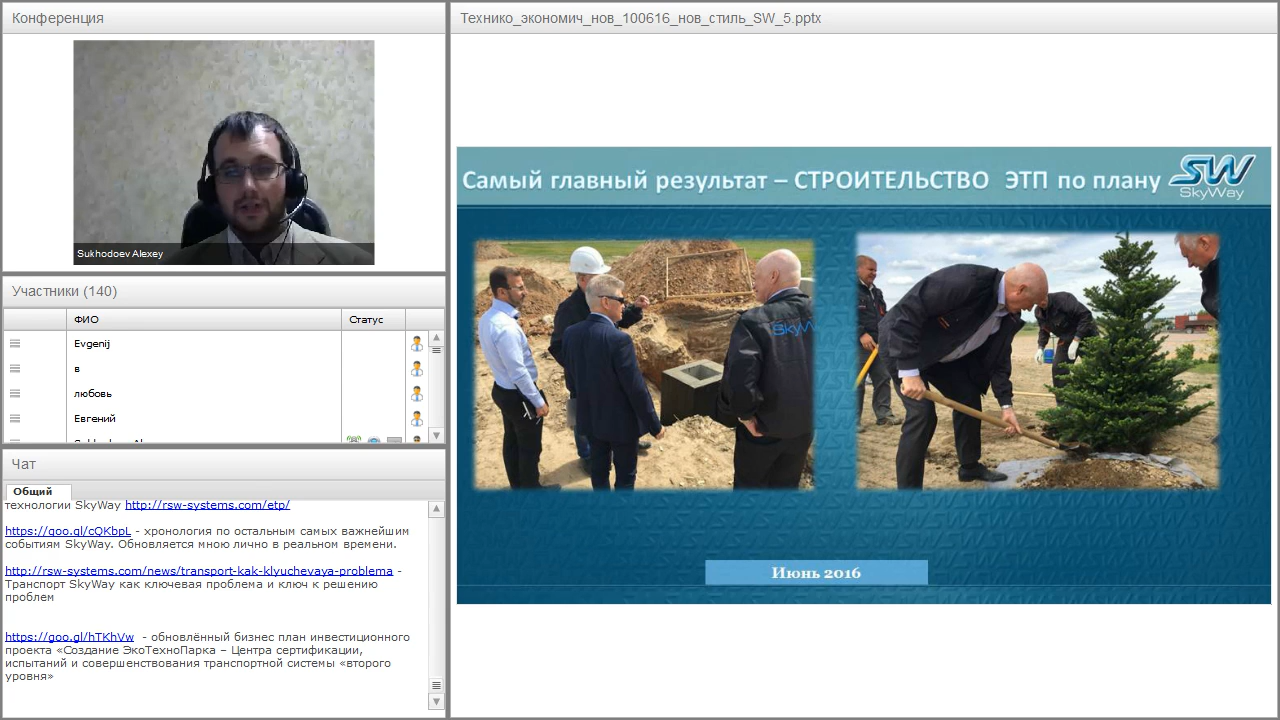 Конференция
Sukhodoev Alexey
Участники (140)
ФИО
Статус
Evgenij
в
любовь
Евгений
Чат
Общий
технологии SkyWay http://rsw-systems.com/etp/
https://goo.gl/cQKbpL - хронология по остальным самых важнейшим
событиям SkyWay. Обновляется мною лично в реальном времени.
http://rsw-systems.com/news/transport-kak-klyuchevaya-problema -
Транспорт SkyWay как ключевая проблема и ключ к решению
проблем
https://goo.gl/hTKhVw - обновлённый бизнес план инвестиционного
проекта «Создание ЭкоТехноПарка – Центра сертификации,
испытаний и совершенствования транспортной системы «второго
уровня»
Технико_экономич_нов_100616_нов_стиль_SW_5.pptx
Самый главный результат – СТРОИТЕЛЬСТВО ЭТП по плану
SW
SkyWay
SkyW
Июнь 2016